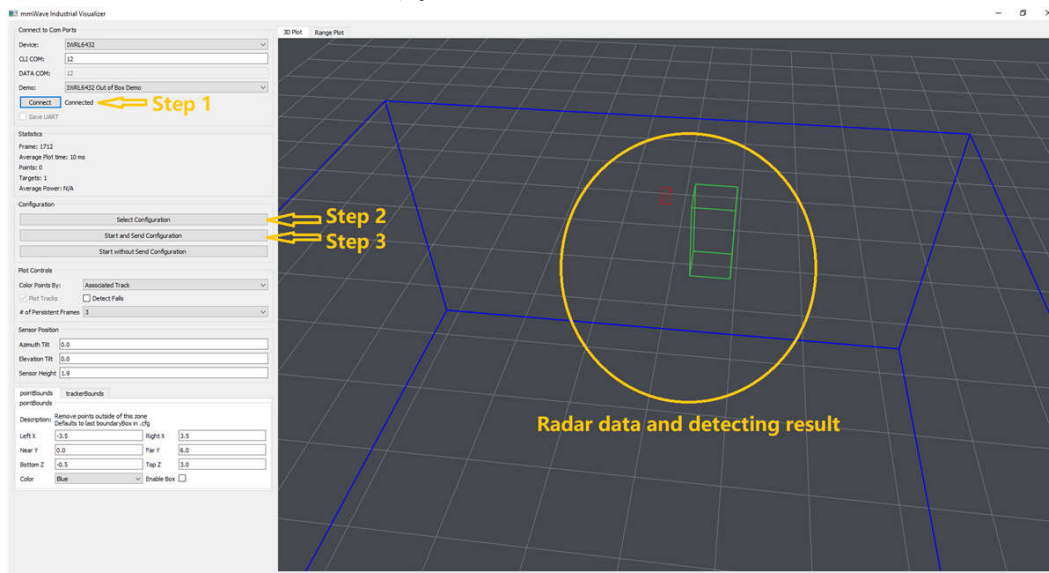 mmWave Industrial Visualizer
Connect to Com Ports
Device: IWRL6432
CLI COM: 12
DATA COM: 12
Demo: IWRL6432 Out of Box Demo
Connect Connected
Step 1
Save UART
Statistics
Frame: 1712
Average Plot time: 10 ms
Points: 0
Targets: 1
Average Power: N/A
Configuration
Select Configuration
Step 2
Start and Send Configuration
Step 3
Start without Send Configuration
Plot Controls
Color Points By: Associated Track
Plot Tracks Detect Falls
# of Persistent Frames 3
Sensor Position
Azimuth Tilt 0.0
Elevation Tilt 0.0
Sensor Height 1.9
pointBounds trackerBounds
pointBounds
Description: Remove points outside of this zone
Defaults to last boundaryBox in .cfg
Left X -3.5 Right X 3.5
Near Y 0.0 Far Y 6.0
Bottom Z -0.5 Top Z 3.0
Color Blue Enable Box
3D Plot Range Plot
Radar data and detecting result